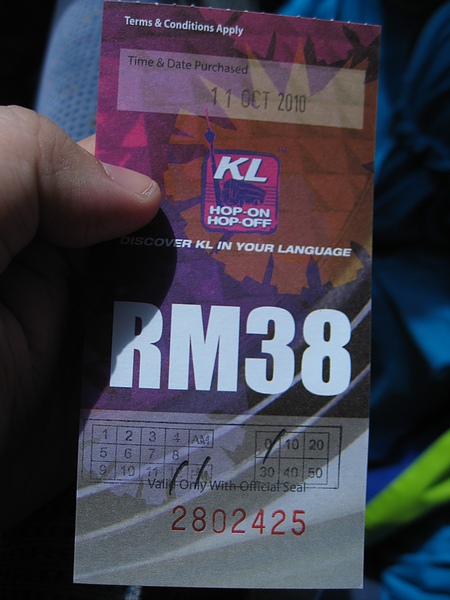 Terms & Conditions Apply
Time & Date Purchased
11 OCT 2010
KL
HOP-ON
HOP-OFF
DISCOVER KL IN YOUR LANGUAGE
RM38
1 2 3 4 AM 0 10 20
5 6 7 8
9 10 11 30 40 50
Valid Only With Official Seal
2802425